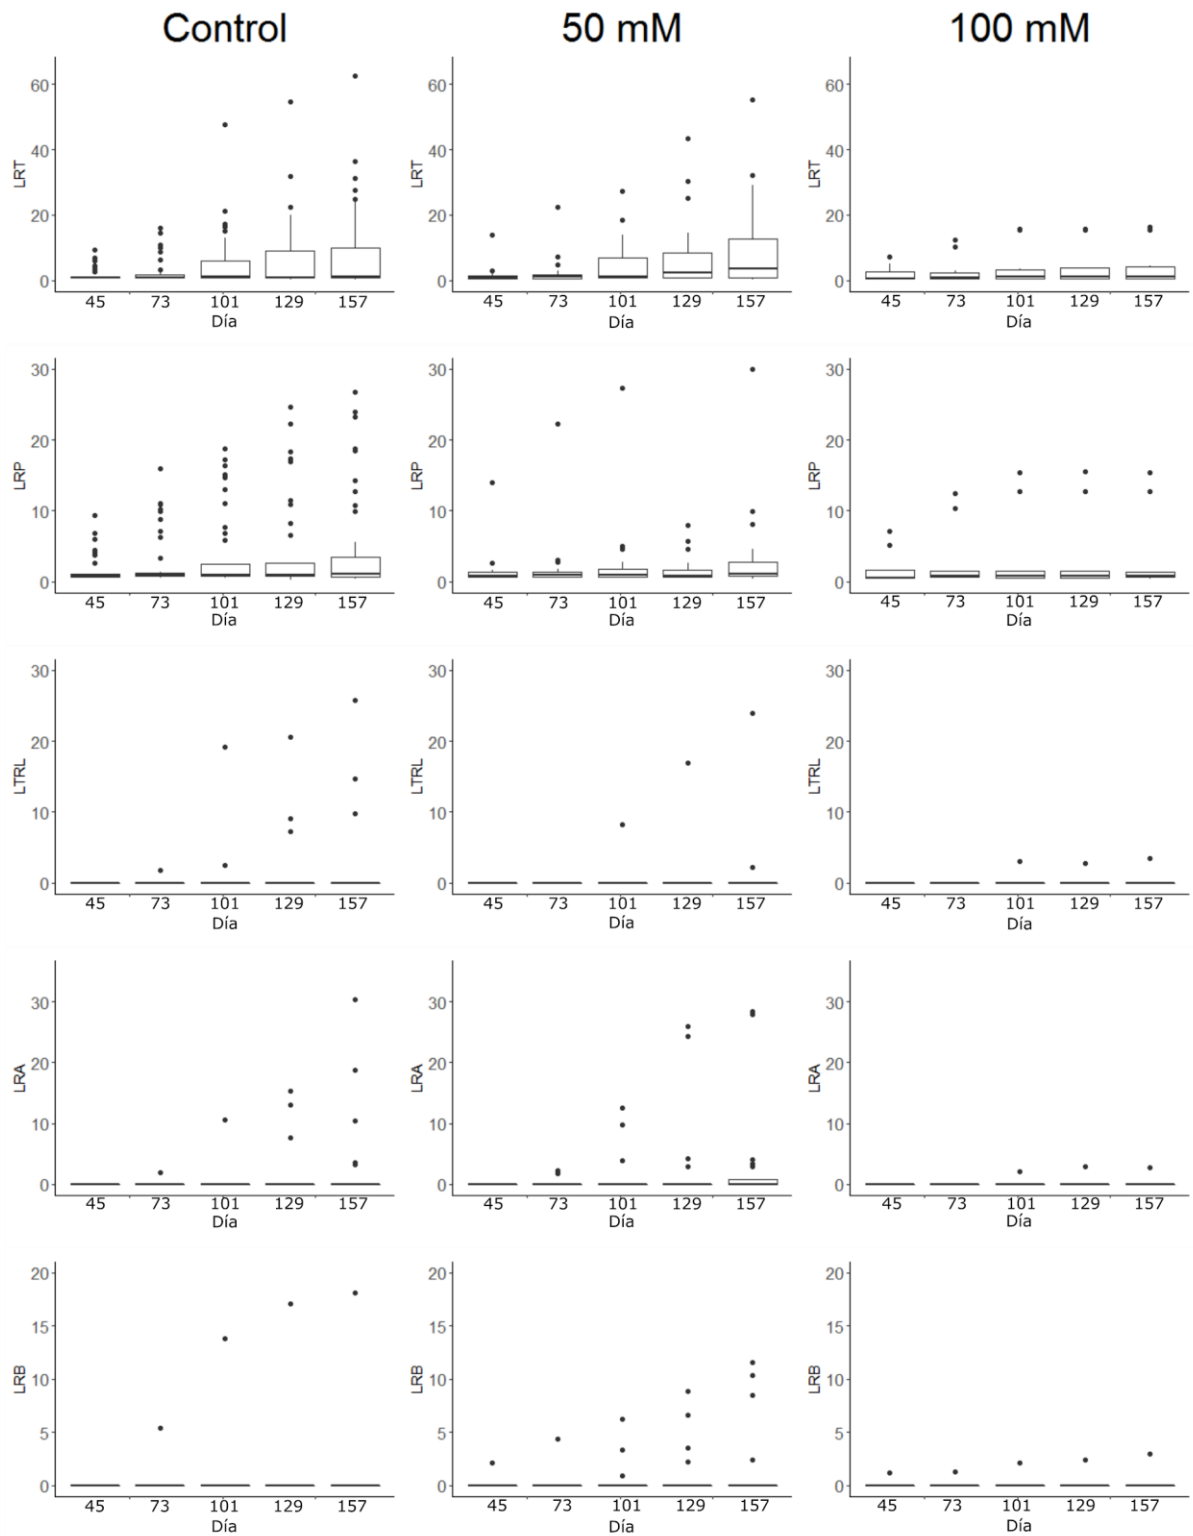 Control 50 mM 100 mM
60 60 60
40 40 40
LRT LRT LRT
20 20 20
0 0 0
45 73 101 129 157 45 73 101 129 157 45 73 101 129 157
Día Día Día
30 30 30
20 20 20
LRP LRP LRP
10 10 10
0 0 0
45 73 101 129 157 45 73 101 129 157 45 73 101 129 157
Día Día Día
30 30 30
20 20 20
LTRL LTRL LTRL
10 10 10
0 0 0
45 73 101 129 157 45 73 101 129 157 45 73 101 129 157
Día Día Día
30 30 30
20 20 20
LRA LRA LRA
10 10 10
0 0 0
45 73 101 129 157 45 73 101 129 157 45 73 101 129 157
Día Día Día
20 20 20
15 15 15
10 10 10
LRB LRB LRB
5 5 5
0 0 0
45 73 101 129 157 45 73 101 129 157 45 73 101 129 157
Día Día Día